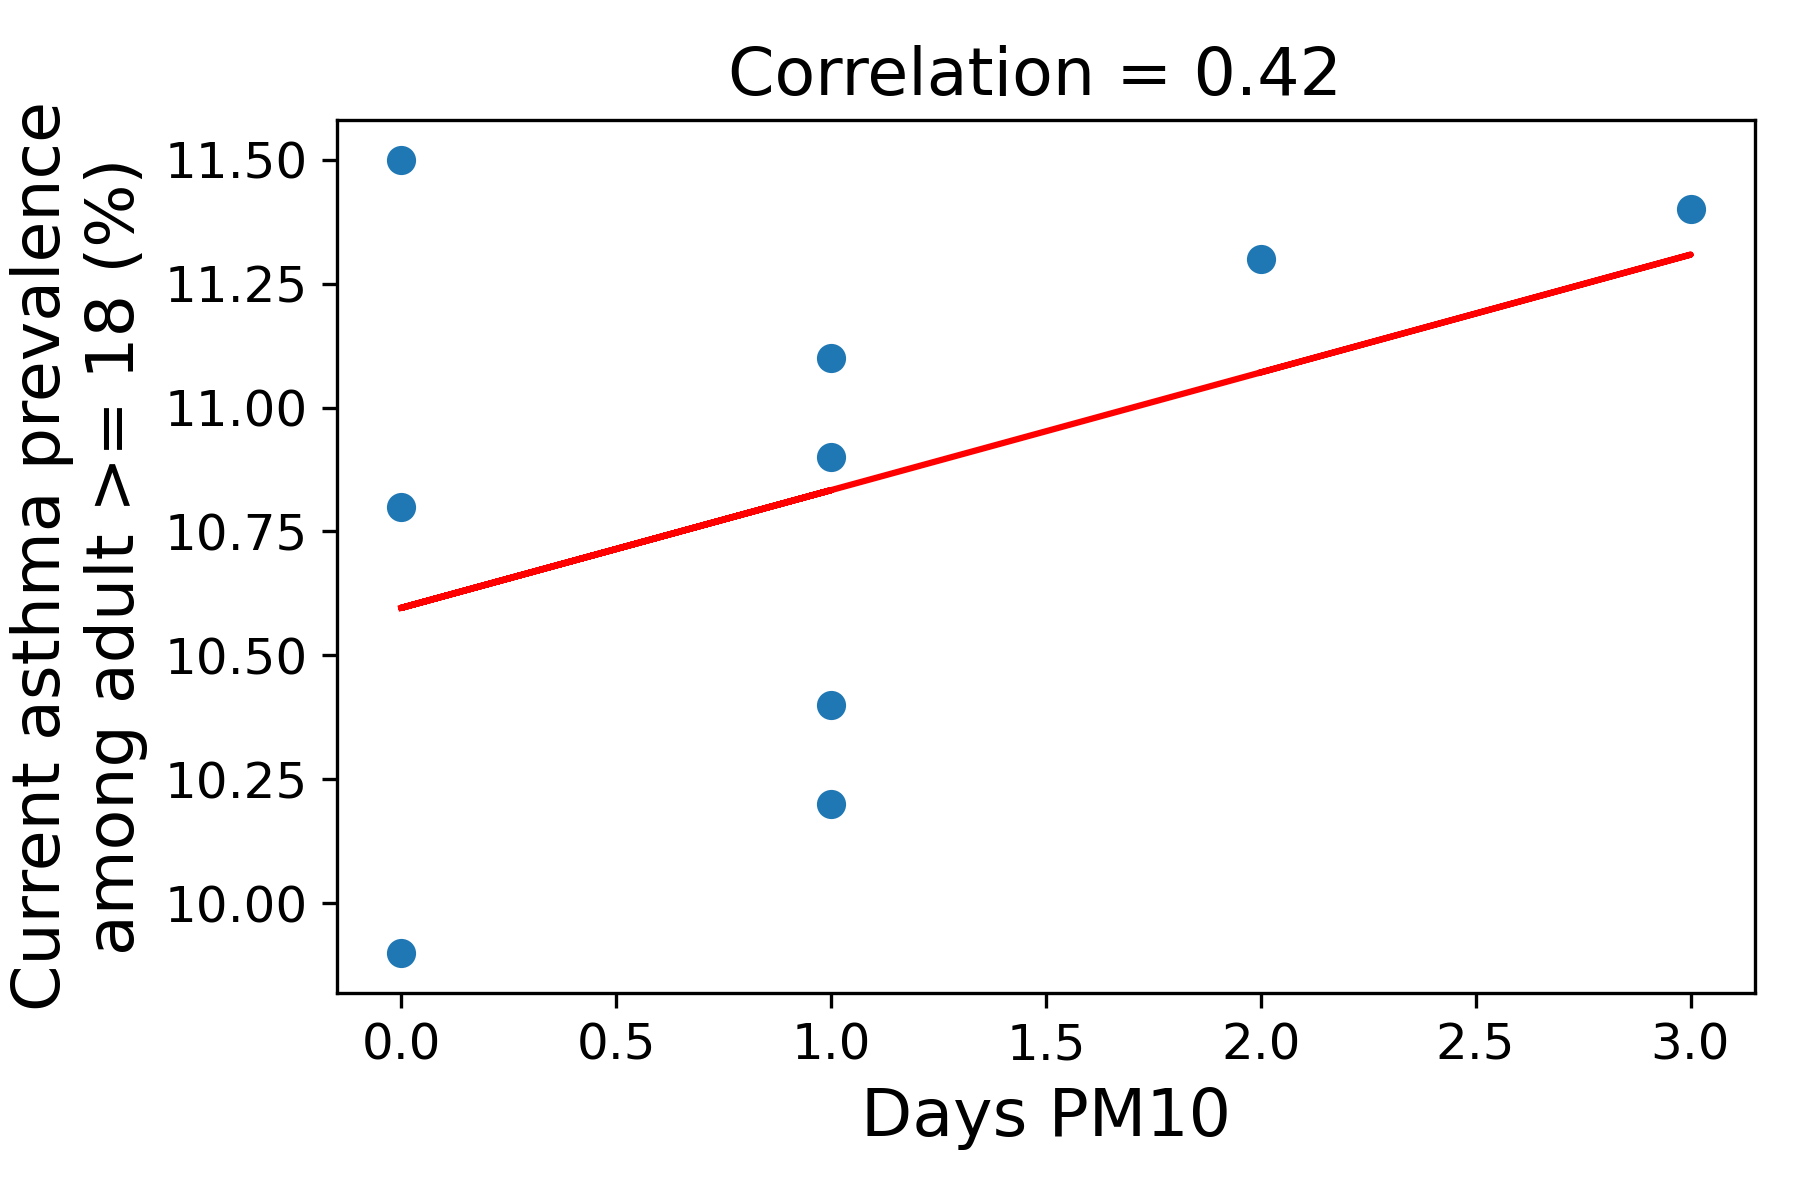 Correlation = 0.42
Current asthma prevalence
among adult >= 18 (%)
11.50
11.25
11.00
10.75
10.50
10.25
10.00
0.0 0.5 1.0 1.5 2.0 2.5 3.0
Days PM10